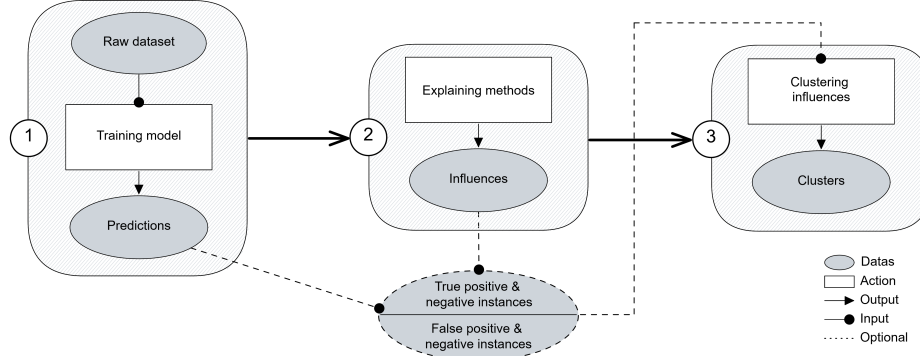 1
Raw dataset
Training model
Predictions
2
Explaining methods
Influences
True positive &
negative instances
False positive &
negative instances
3
Clustering
influences
Clusters
Datas
Action
Output
Input
Optional